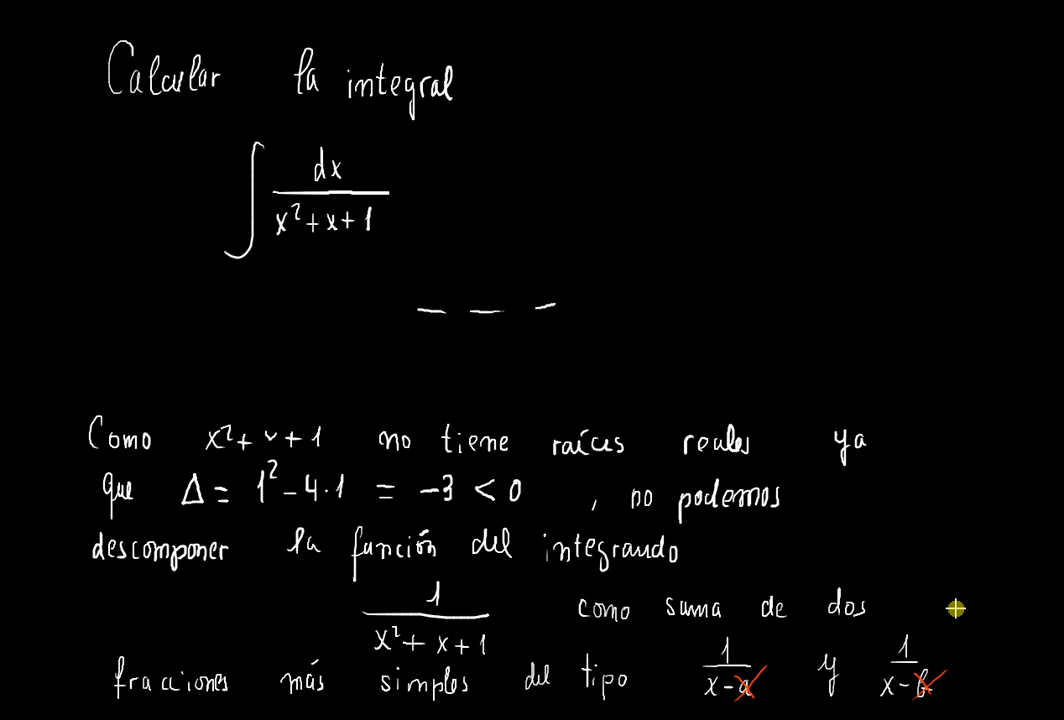 Calcular la integral
∫ dx / (x² + x + 1)
Como x² + x + 1 no tiene raíces reales ya
que Δ = 1² - 4·1 = -3 < 0 , no podemos
descomponer la función del integrando
1 / (x² + x + 1) como suma de dos
fracciones más simples del tipo 1 / (x - a) y 1 / (x - b)